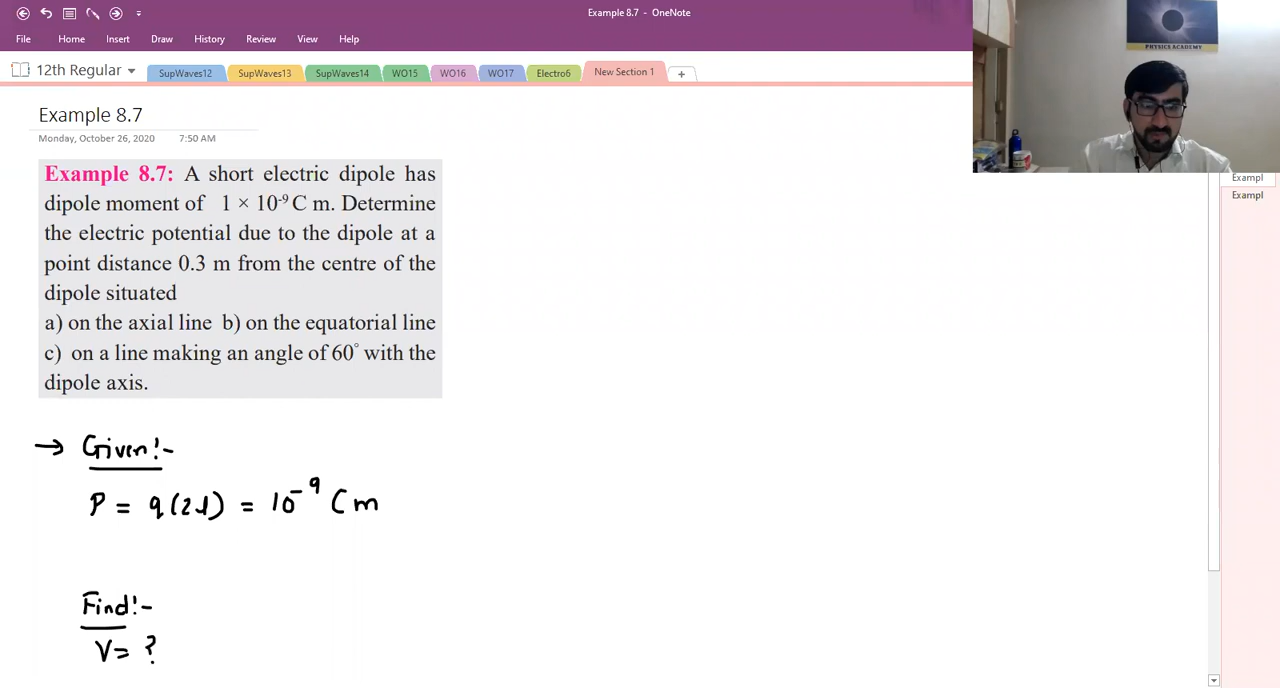 Example 8.7 - OneNote
File Home Insert Draw History Review View Help
12th Regular SupWaves12 SupWaves13 SupWaves14 WO15 WO16 WO17 Electro6 New Section 1 +
PHYSICS ACADEMY
Exampl
Exampl
Example 8.7
Monday, October 26, 2020 7:50 AM
Example 8.7: A short electric dipole has
dipole moment of 1 × 10⁻⁹ C m. Determine
the electric potential due to the dipole at a
point distance 0.3 m from the centre of the
dipole situated
a) on the axial line b) on the equatorial line
c) on a line making an angle of 60° with the
dipole axis.
→ Given!-
P = q(2l) = 10⁻⁹ C m
Find!-
V = ?